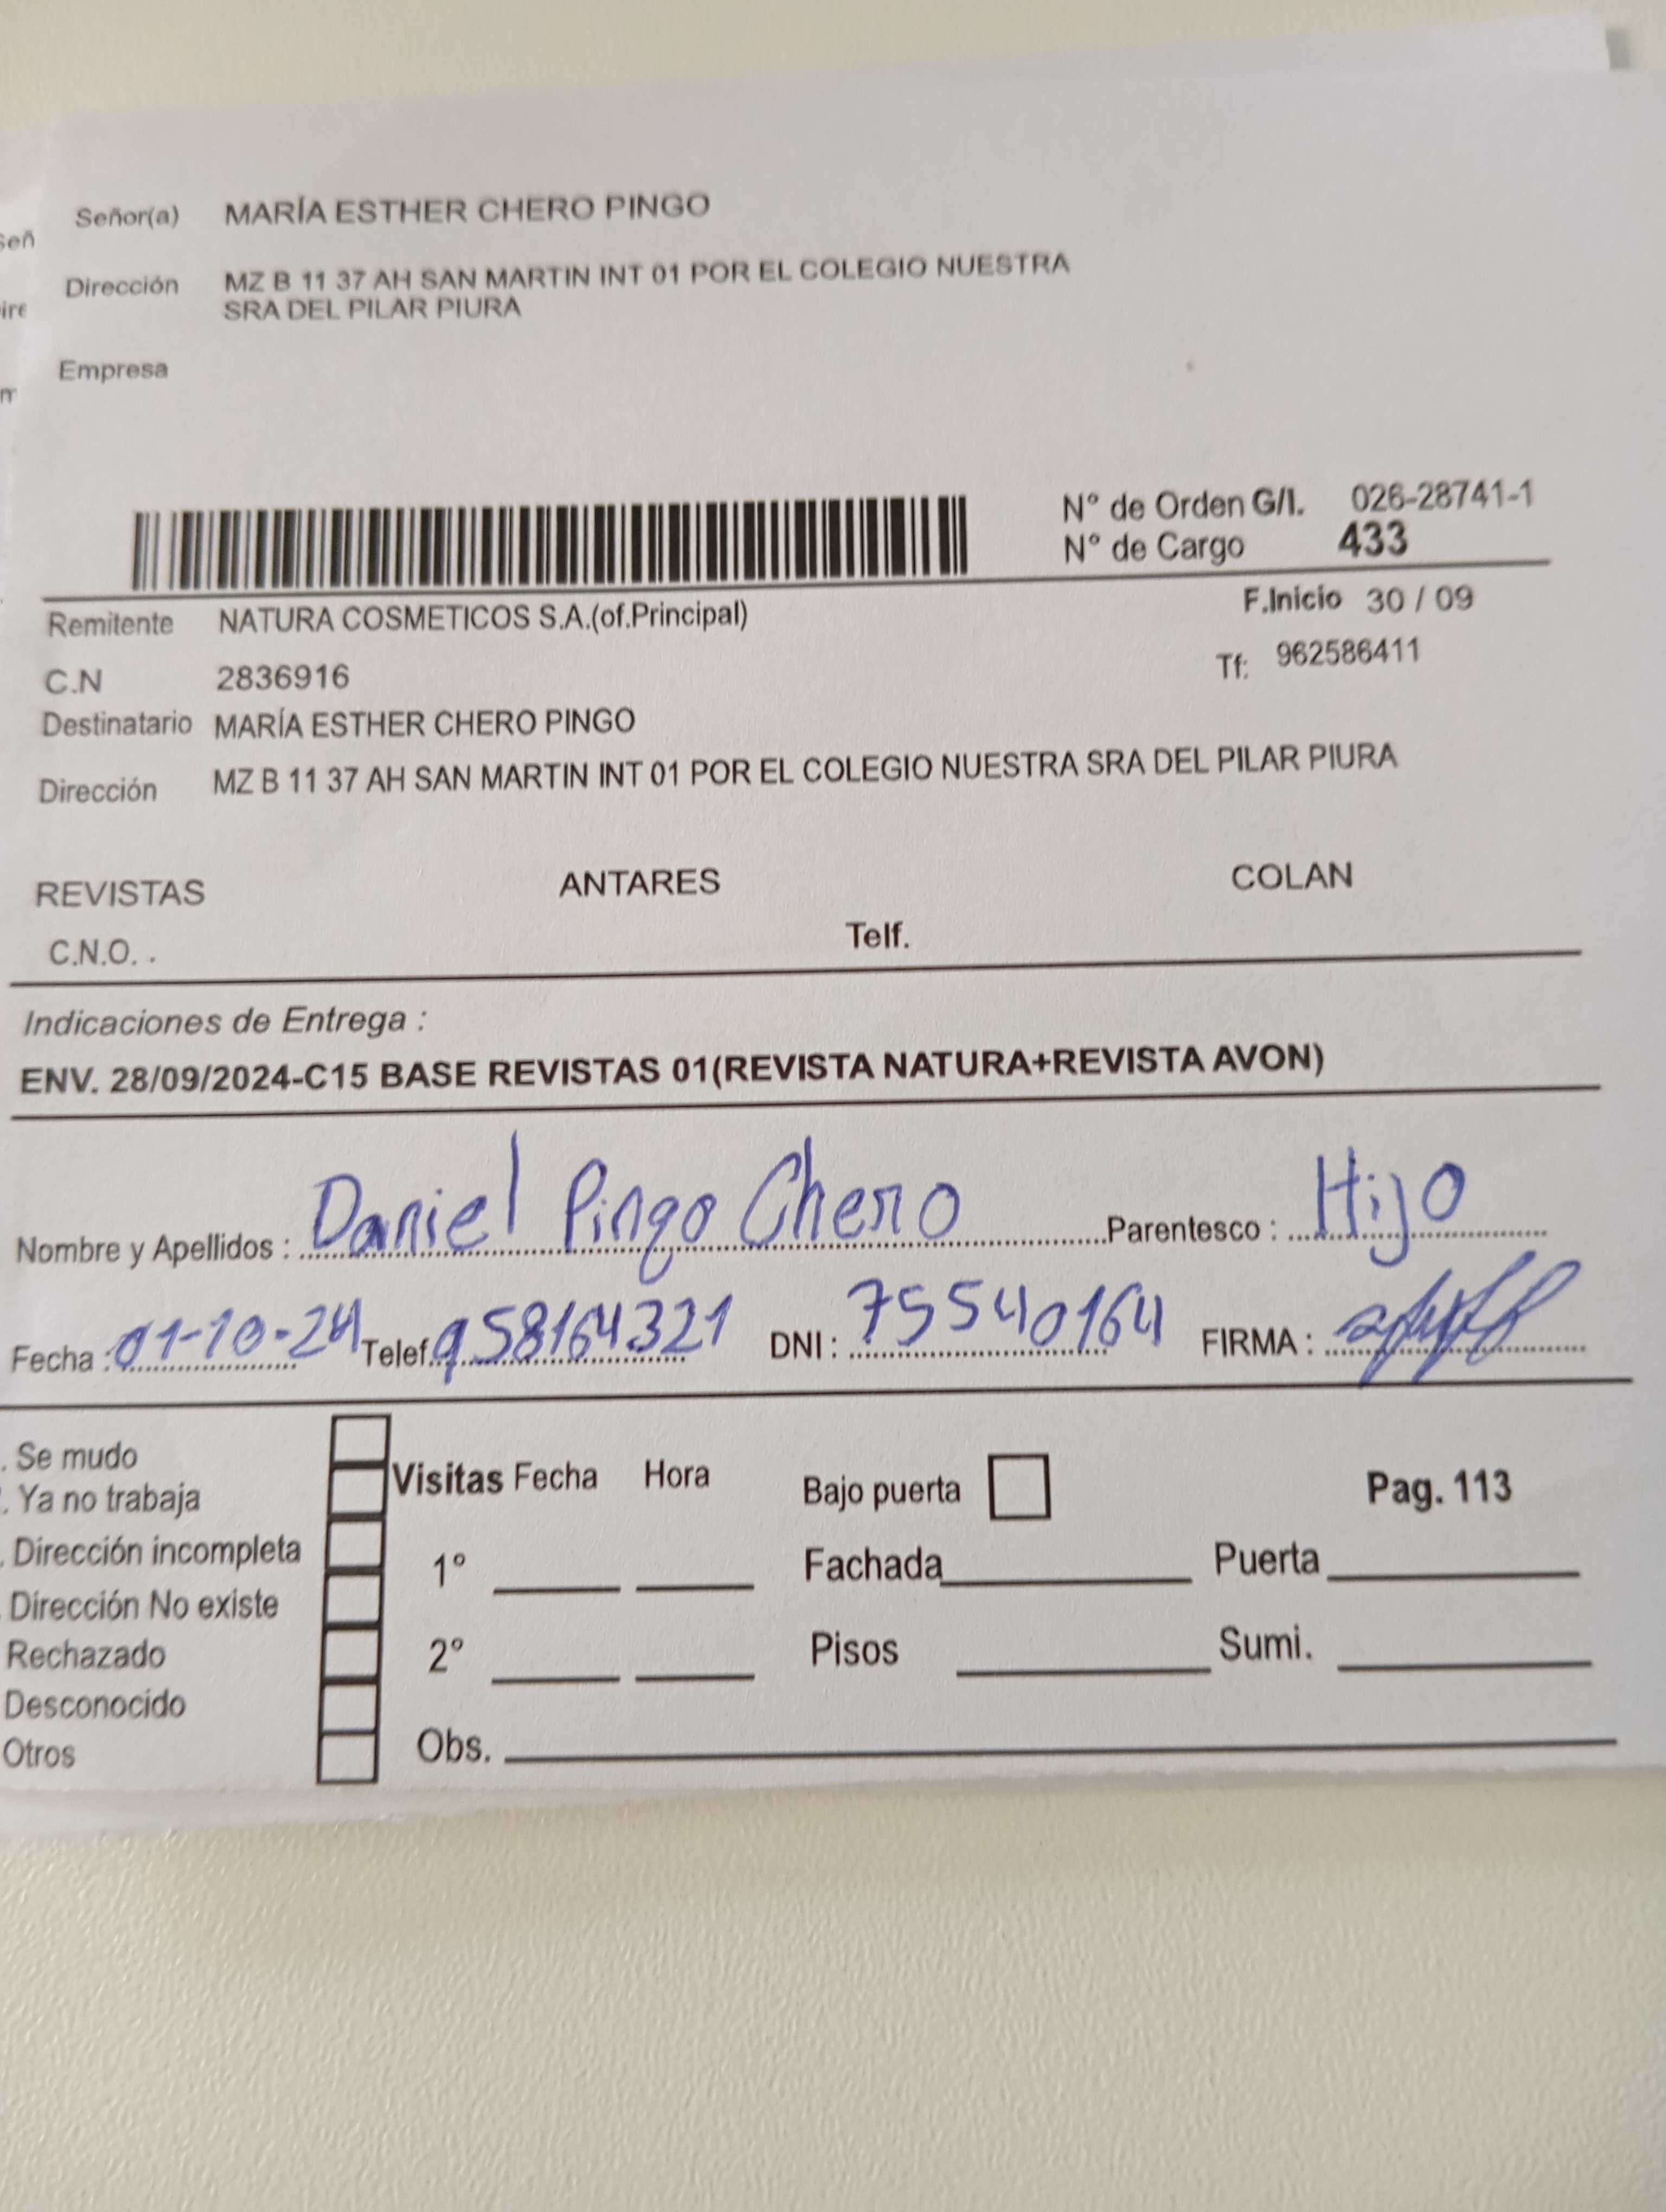 Señor(a) MARÍA ESTHER CHERO PINGO
Señ
Dirección MZ B 11 37 AH SAN MARTIN INT 01 POR EL COLEGIO NUESTRA
SRA DEL PILAR PIURA
Empresa
Nº de Orden G/I. 026-28741-1
Nº de Cargo 433
F.Inicio 30 / 09
Remitente NATURA COSMETICOS S.A.(of.Principal)
Tf: 962586411
C.N 2836916
Destinatario MARÍA ESTHER CHERO PINGO
Dirección MZ B 11 37 AH SAN MARTIN INT 01 POR EL COLEGIO NUESTRA SRA DEL PILAR PIURA
REVISTAS ANTARES COLAN
C.N.O. . Telf.
Indicaciones de Entrega :
ENV. 28/09/2024-C15 BASE REVISTAS 01(REVISTA NATURA+REVISTA AVON)
Nombre y Apellidos : Daniel Pingo Chero Parentesco : Hijo
Fecha : 01-10-24 Telef. 958164321 DNI : 75540164 FIRMA :
. Se mudo
. Ya no trabaja
. Dirección incompleta
Dirección No existe
Rechazado
Desconocido
Otros
Visitas Fecha Hora Bajo puerta Pag. 113
1º Fachada Puerta
2º Pisos Sumi.
Obs.